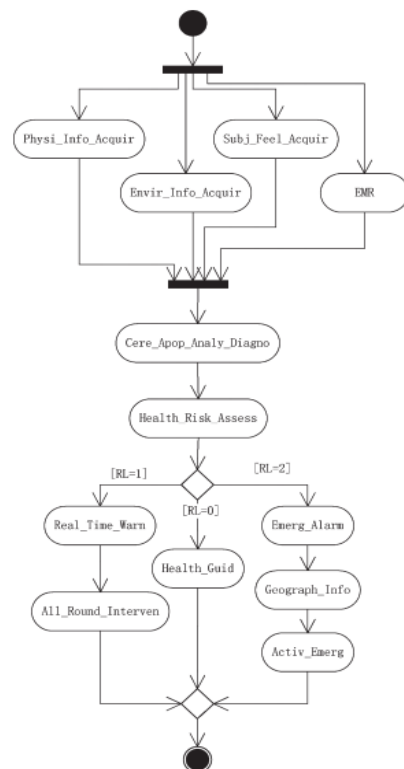 Physi_Info_Acquir
Subj_Feel_Acquir
Envir_Info_Acquir
EMR
Cere_Apop_Analy_Diagno
Health_Risk_Assess
[RL=1]
[RL=2]
[RL=0]
Real_Time_Warn
Emerg_Alarm
Health_Guid
Geograph_Info
All_Round_Interven
Activ_Emerg